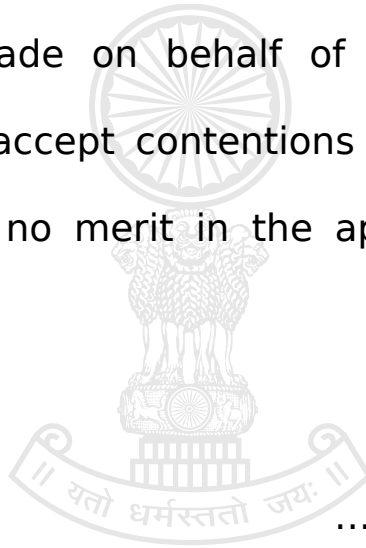 ade on behalf of
accept contentions
no merit in the ap
॥ यतो धर्मस्ततो जयः ॥
...